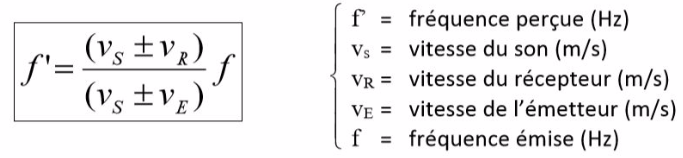 f' = (v_S ± v_R) / (v_S ± v_E) f
f' = fréquence perçue (Hz)
v_s = vitesse du son (m/s)
v_R = vitesse du récepteur (m/s)
v_E = vitesse de l'émetteur (m/s)
f = fréquence émise (Hz)